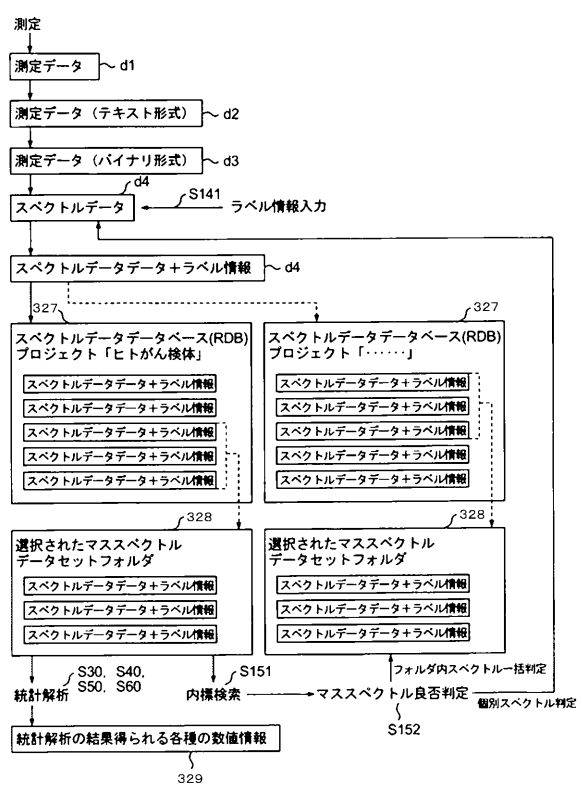 測定
測定データ
d1
測定データ（テキスト形式）
d2
測定データ（バイナリ形式）
d3
d4
スペクトルデータ
S141
ラベル情報入力
スペクトルデータデータ＋ラベル情報
d4
327
スペクトルデータデータベース(RDB)
プロジェクト「ヒトがん検体」
スペクトルデータデータ＋ラベル情報
スペクトルデータデータ＋ラベル情報
スペクトルデータデータ＋ラベル情報
スペクトルデータデータ＋ラベル情報
スペクトルデータデータ＋ラベル情報
327
スペクトルデータデータベース(RDB)
プロジェクト「‥‥‥」
スペクトルデータデータ＋ラベル情報
スペクトルデータデータ＋ラベル情報
スペクトルデータデータ＋ラベル情報
スペクトルデータデータ＋ラベル情報
スペクトルデータデータ＋ラベル情報
328
選択されたマススペクトル
データセットフォルダ
スペクトルデータデータ＋ラベル情報
スペクトルデータデータ＋ラベル情報
スペクトルデータデータ＋ラベル情報
328
選択されたマススペクトル
データセットフォルダ
スペクトルデータデータ＋ラベル情報
スペクトルデータデータ＋ラベル情報
スペクトルデータデータ＋ラベル情報
S30，S40，
S50，S60
統計解析
S151
内標検索
フォルダ内スペクトル一括判定
マススペクトル良否判定
個別スペクトル判定
S152
統計解析の結果得られる各種の数値情報
329